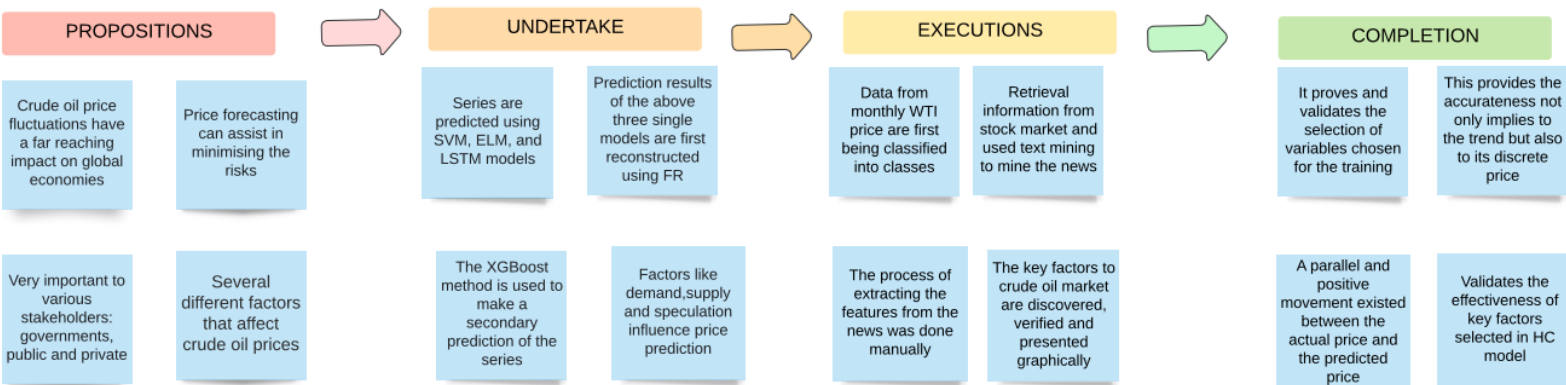 PROPOSITIONS
UNDERTAKE
EXECUTIONS
COMPLETION
Crude oil price
fluctuations have
a far reaching
impact on global
economies
Price forecasting
can assist in
minimising the
risks
Series are
predicted using
SVM, ELM, and
LSTM models
Prediction results
of the above
three single
models are first
reconstructed
using FR
Data from
monthly WTI
price are first
being classified
into classes
Retrieval
information from
stock market and
used text mining
to mine the news
It proves and
validates the
selection of
variables chosen
for the training
This provides the
accurateness not
only implies to
the trend but also
to its discrete
price
Very important to
various
stakeholders:
governments,
public and private
Several
different factors
that affect
crude oil prices
The XGBoost
method is used to
make a
secondary
prediction of the
series
Factors like
demand,supply
and speculation
influence price
prediction
The process of
extracting the
features from the
news was done
manually
The key factors to
crude oil market
are discovered,
verified and
presented
graphically
A parallel and
positive
movement existed
between the
actual price and
the predicted
price
Validates the
effectiveness of
key factors
selected in HC
model